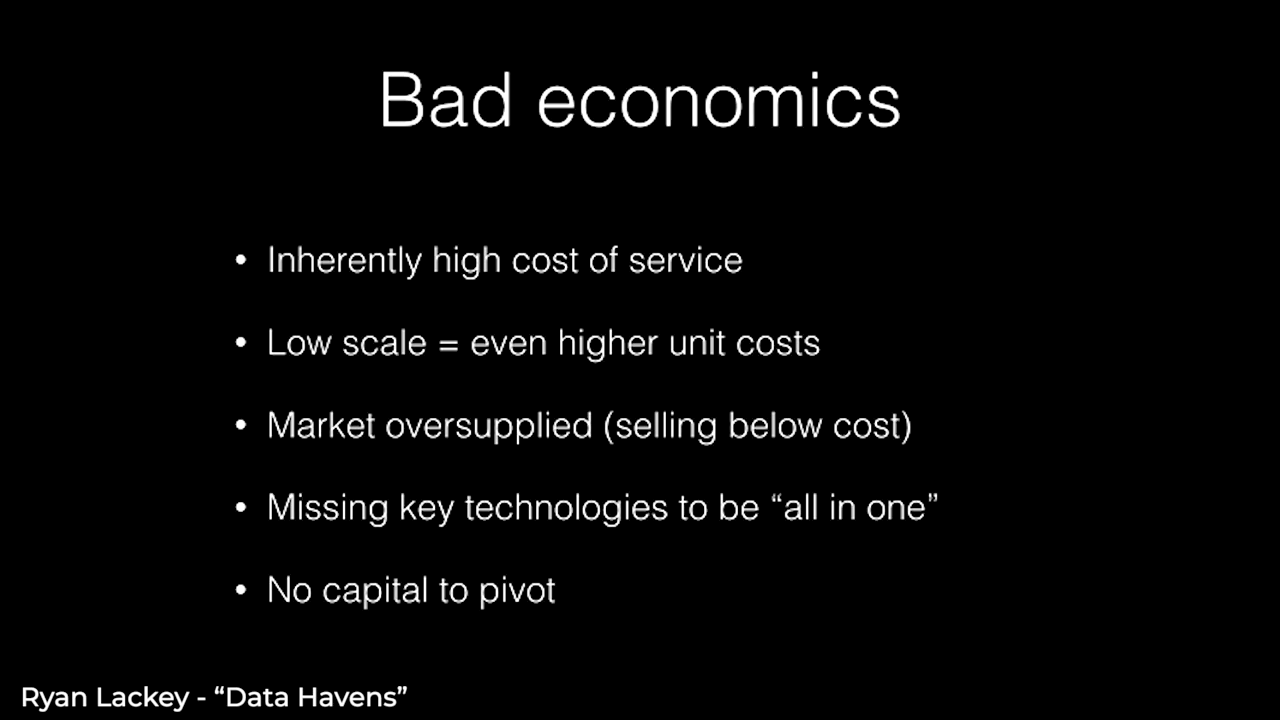 Bad economics
• Inherently high cost of service
• Low scale = even higher unit costs
• Market oversupplied (selling below cost)
• Missing key technologies to be “all in one”
• No capital to pivot
Ryan Lackey - “Data Havens”